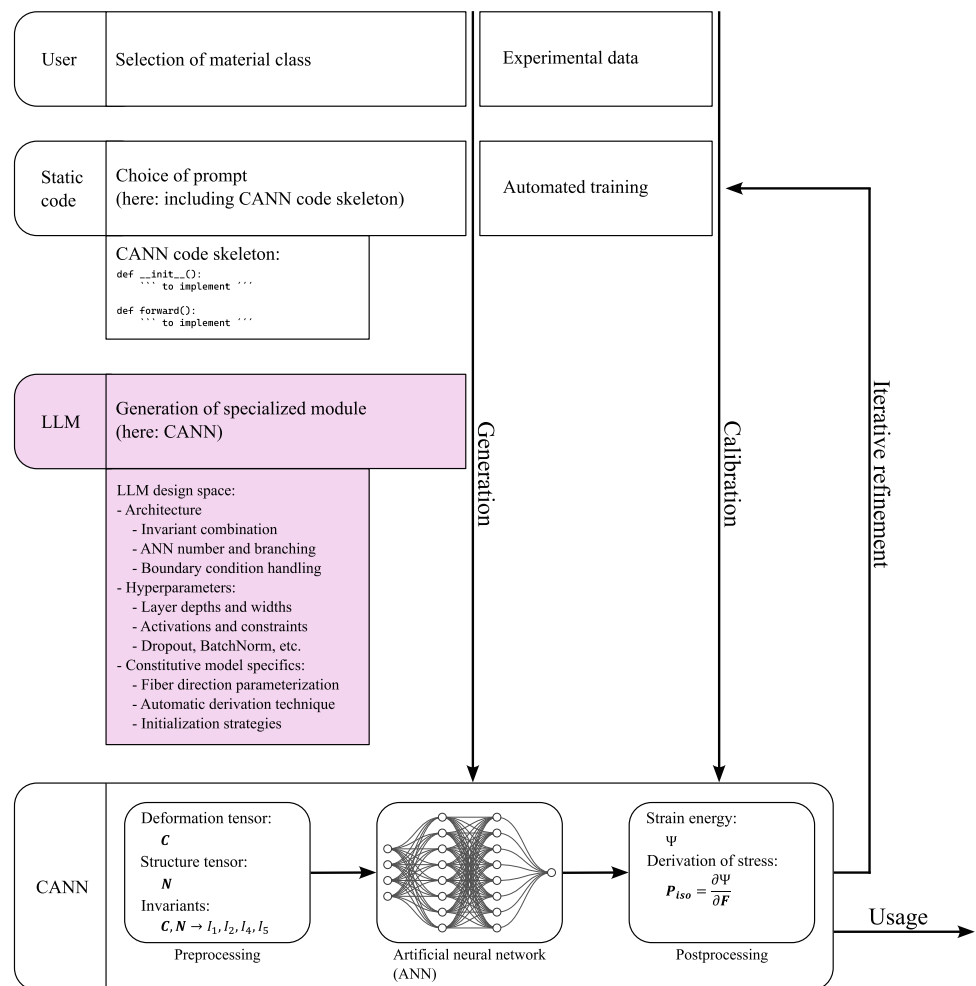 User
Selection of material class
Experimental data
Static
code
Choice of prompt
(here: including CANN code skeleton)
Automated training
CANN code skeleton:
def __init__():
``` to implement ´´´
def forward():
``` to implement ´´´
LLM
Generation of specialized module
(here: CANN)
LLM design space:
- Architecture
- Invariant combination
- ANN number and branching
- Boundary condition handling
- Hyperparameters:
- Layer depths and widths
- Activations and constraints
- Dropout, BatchNorm, etc.
- Constitutive model specifics:
- Fiber direction parameterization
- Automatic derivation technique
- Initialization strategies
Generation
Calibration
Iterative refinement
CANN
Deformation tensor:
C
Structure tensor:
N
Invariants:
C, N → I₁, I₂, I₄, I₅
Preprocessing
Artificial neural network
(ANN)
Strain energy:
Ψ
Derivation of stress:
P_iso = ∂Ψ/∂F
Postprocessing
Usage